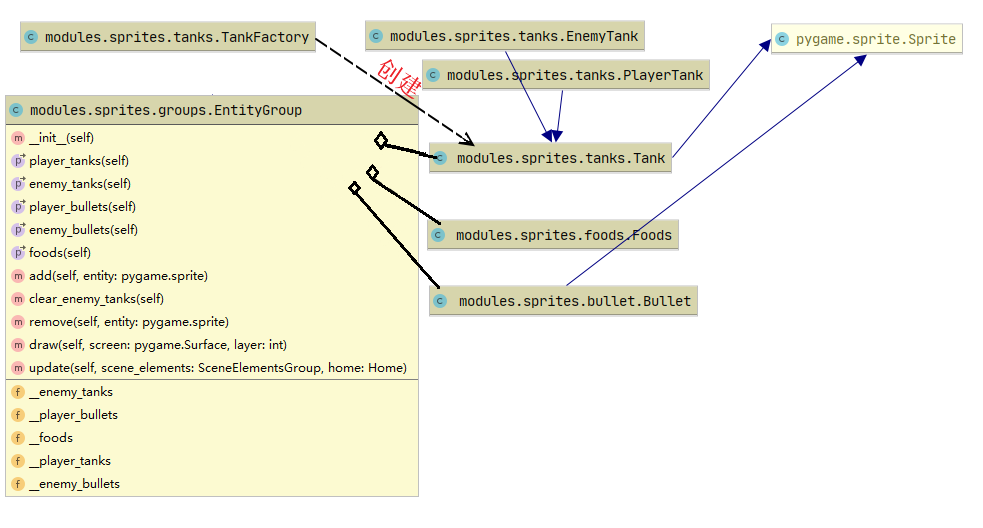 modules.sprites.tanks.TankFactory
modules.sprites.tanks.EnemyTank
pygame.sprite.Sprite
modules.sprites.tanks.PlayerTank
创建
modules.sprites.groups.EntityGroup
__init__(self)
player_tanks(self)
enemy_tanks(self)
player_bullets(self)
enemy_bullets(self)
foods(self)
add(self, entity: pygame.sprite)
clear_enemy_tanks(self)
remove(self, entity: pygame.sprite)
draw(self, screen: pygame.Surface, layer: int)
update(self, scene_elements: SceneElementsGroup, home: Home)
__enemy_tanks
__player_bullets
__foods
__player_tanks
__enemy_bullets
modules.sprites.tanks.Tank
modules.sprites.foods.Foods
modules.sprites.bullet.Bullet